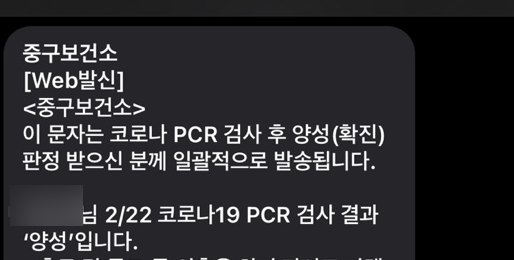 중구보건소
[Web발신]
<중구보건소>
이 문자는 코로나 PCR 검사 후 양성(확진)
판정 받으신 분께 일괄적으로 발송됩니다.
님 2/22 코로나19 PCR 검사 결과
‘양성’입니다.